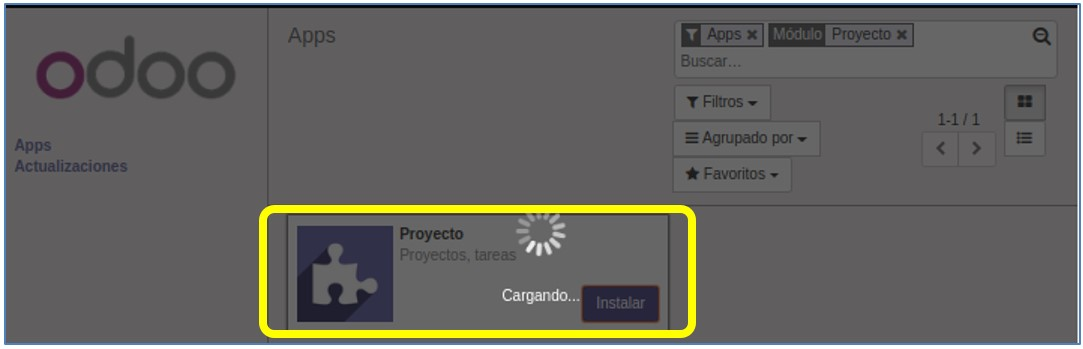 odoo
Apps
Actualizaciones
Apps
Apps Módulo Proyecto
Buscar...
Filtros
Agrupado por
Favoritos
1-1 / 1
Proyecto
Proyectos, tareas
Cargando...
Instalar